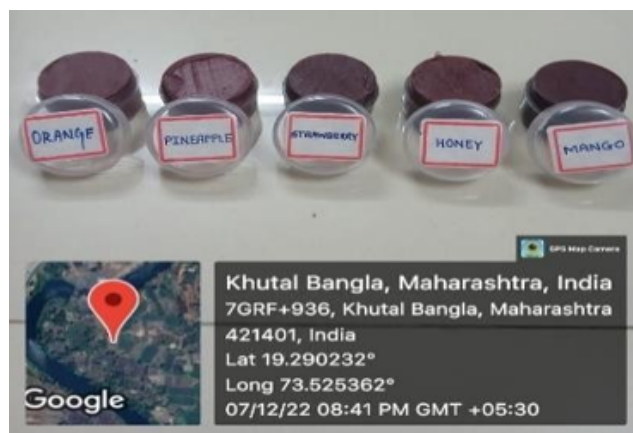 ORANGE
PINEAPPLE
STRAWBERRY
HONEY
MANGO
GPS Map Camera
Google
Khutal Bangla, Maharashtra, India
7GRF+936, Khutal Bangla, Maharashtra
421401, India
Lat 19.290232°
Long 73.525362°
07/12/22 08:41 PM GMT +05:30